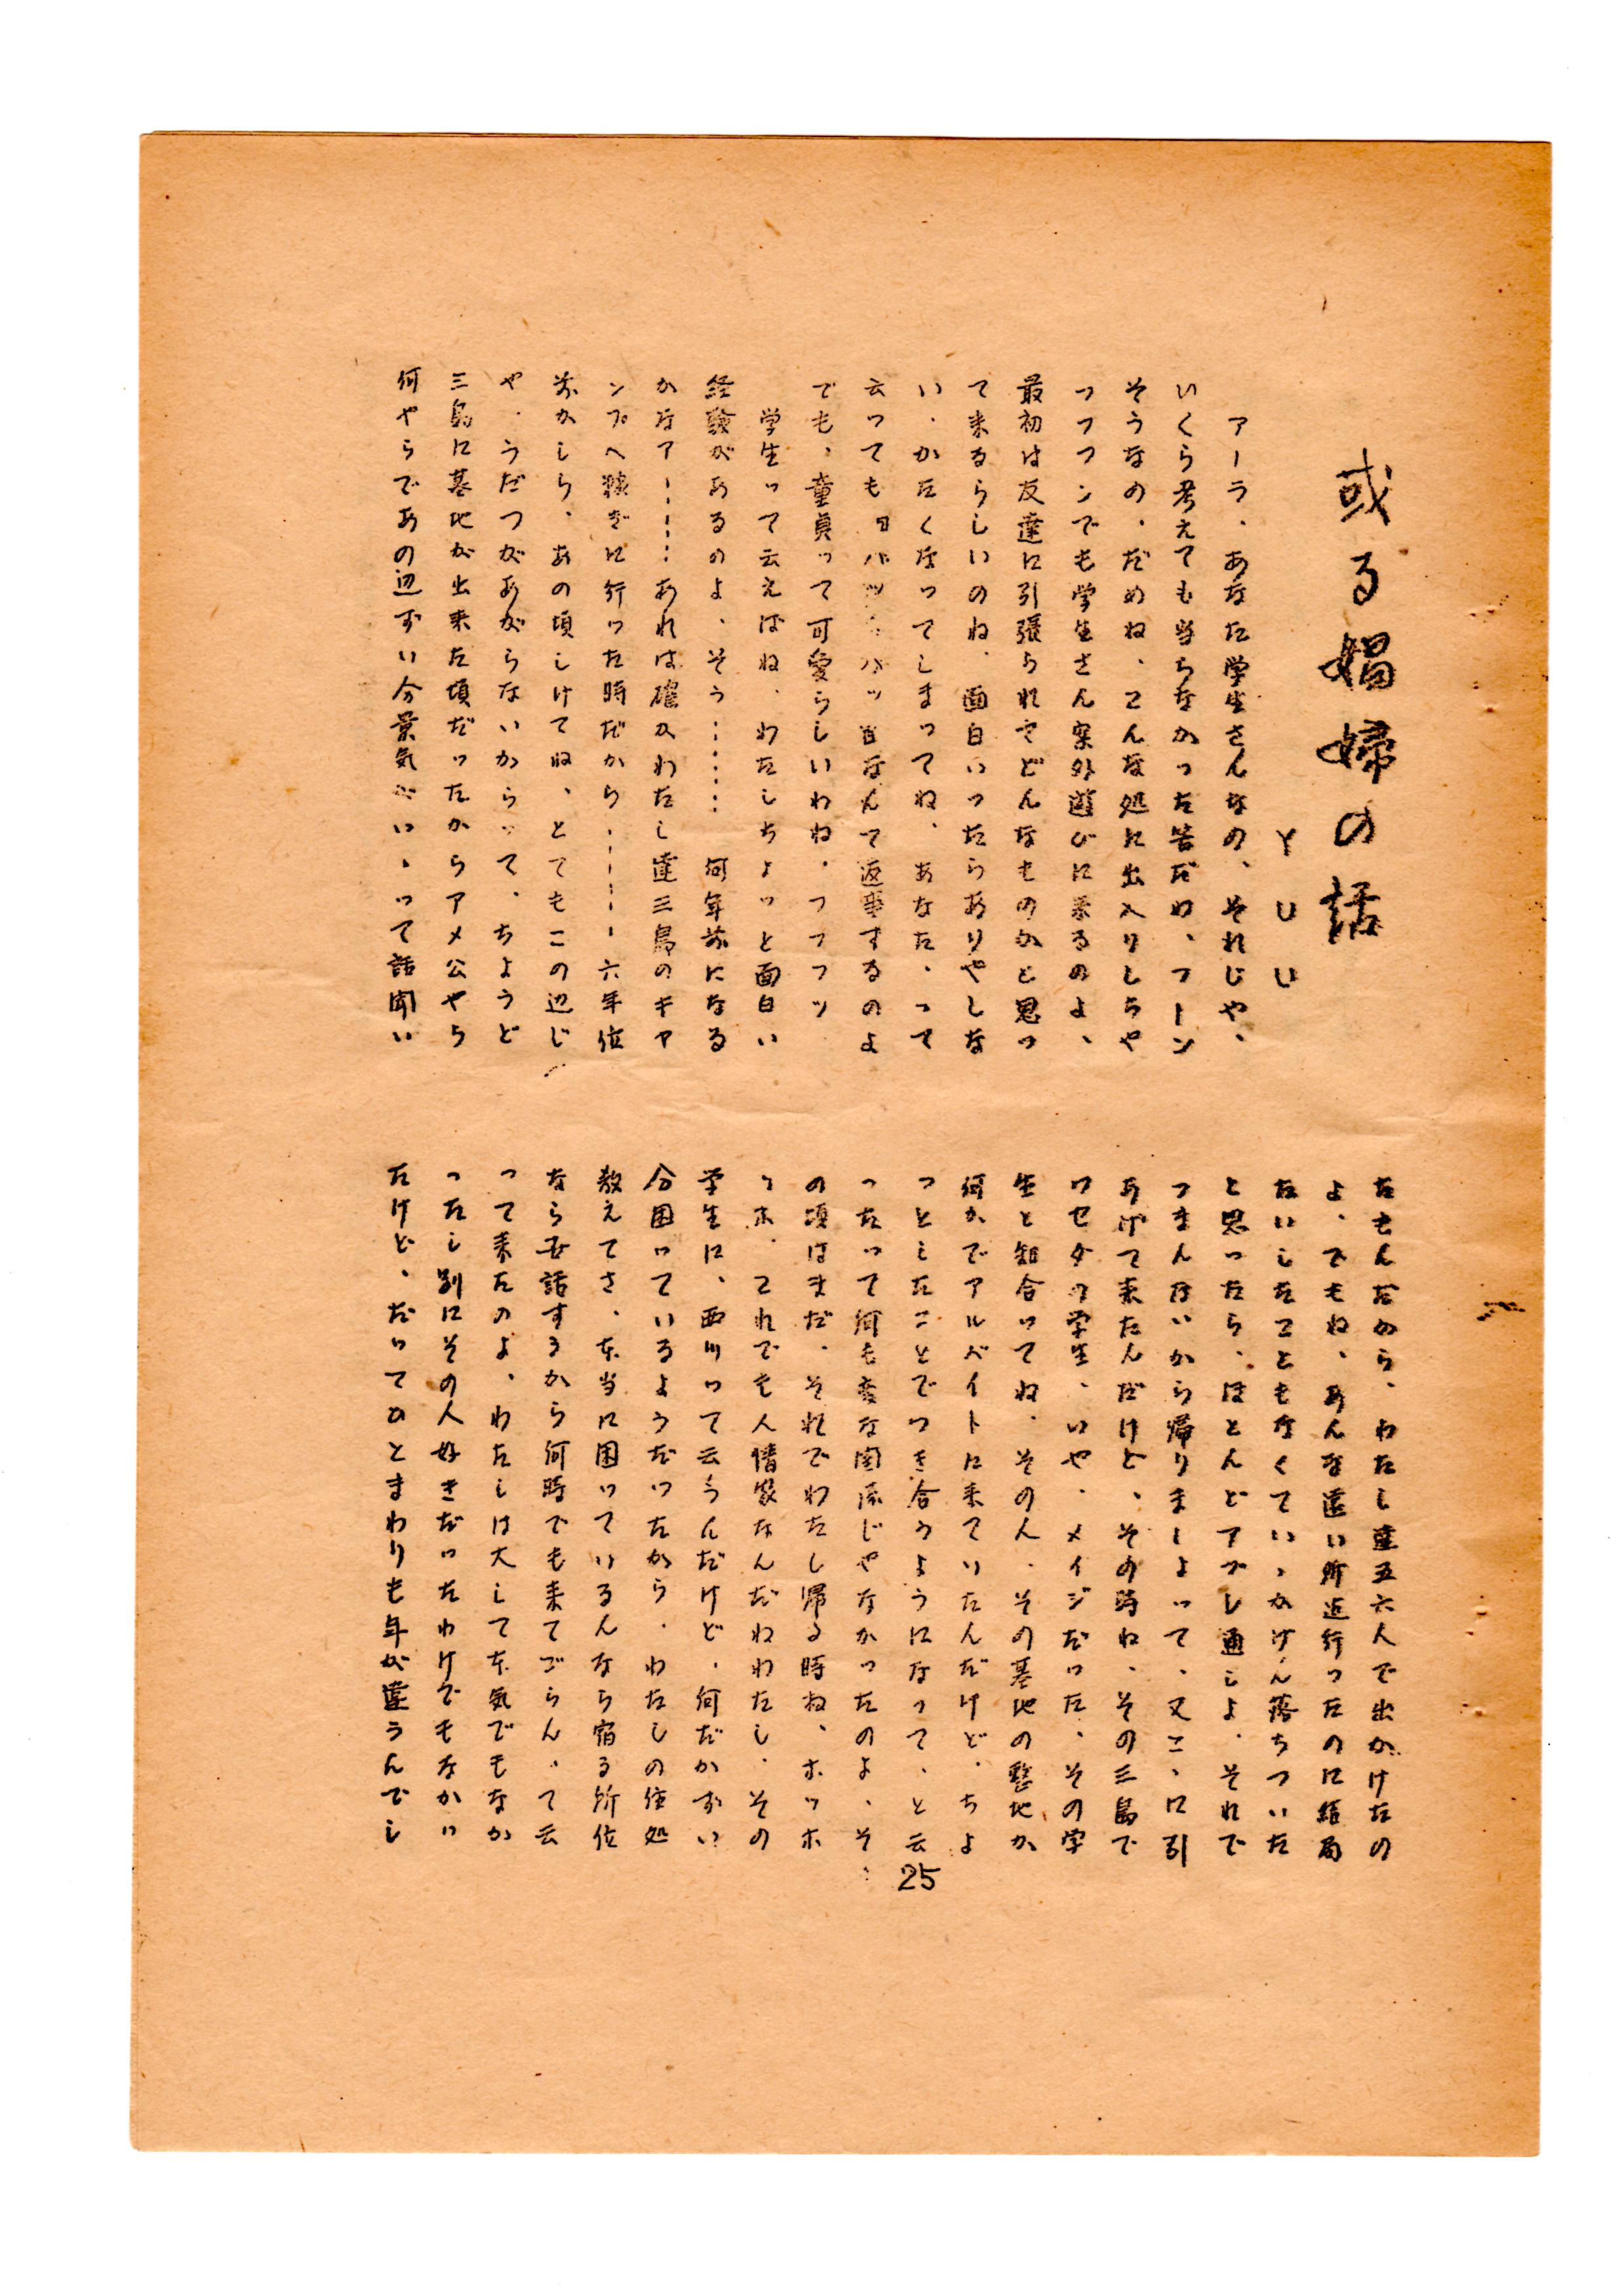 或る娼婦の話
Y ひ ひ
アーラ、あなた学生さんなの、それじや、
いくら考えても当ちなかった筈だわ、フーン
そうなの、だめね、こんな処に出入りしちや
フフフンでも学生さん案外遊びに来るのよ、
最初は友達に引張られてどんなものかと思つ
て来るらしいのね、面白いつたらありやしな
い、かたくなつてしまつてね、あなた、つて
云つてもハッ、ハッなんて返事するのよ
でも、童貞って可愛らしいわね、フフフッ
学生って云えばね、わたしちよっと面白い
経験があるのよ、そう…… 何年前になる
かなア……あれは確かわたし達三島のキヤ
ンプへ稼ぎに行った時だから……六年位
前かしら、あの頃しけてね、とてもこの辺じ
や、うだつがあがらないからって、ちようど
三島に基地が出来た頃だったからアメ公やら
何やらであの辺ずい分景気がいゝって話聞い
たもんだから、わたし達五六人で出かけたの
よ、でもね、あんな遠い所迄行ったのに結局
たいしたこともなくていゝかげん落ちついた
と思ったら、ほとんどアブレ通しよ、それで
つまんないから帰りましよって、又こゝに引
あげて来たんだけど、その時ね、その三島で
ワセダの学生、いや、メイジだった、その学
生と知合ってね、その人、その基地の整地か
何かでアルバイトに来ていたんだけど、ちよ
つとしたことでつき合うようになって、と云
ったって何も変な関係じやなかったのよ、そ
の頃はまだ、それでわたし帰る時ね、ホッホ
ッホ、これでも人情家なんだねわたし、その
学生に、西川って云うんだけど、何だかずい
分困っているようだったから、わたしの住処
教えてさ、本当に困っているんなら宿る所位
なら世話するから何時でも来てごらん、て云
って来たのよ、わたしは大して本気でもなか
ったし別にその人好きだったわけでもなかっ
たけど、だってひとまわりも年が違うんでし
25